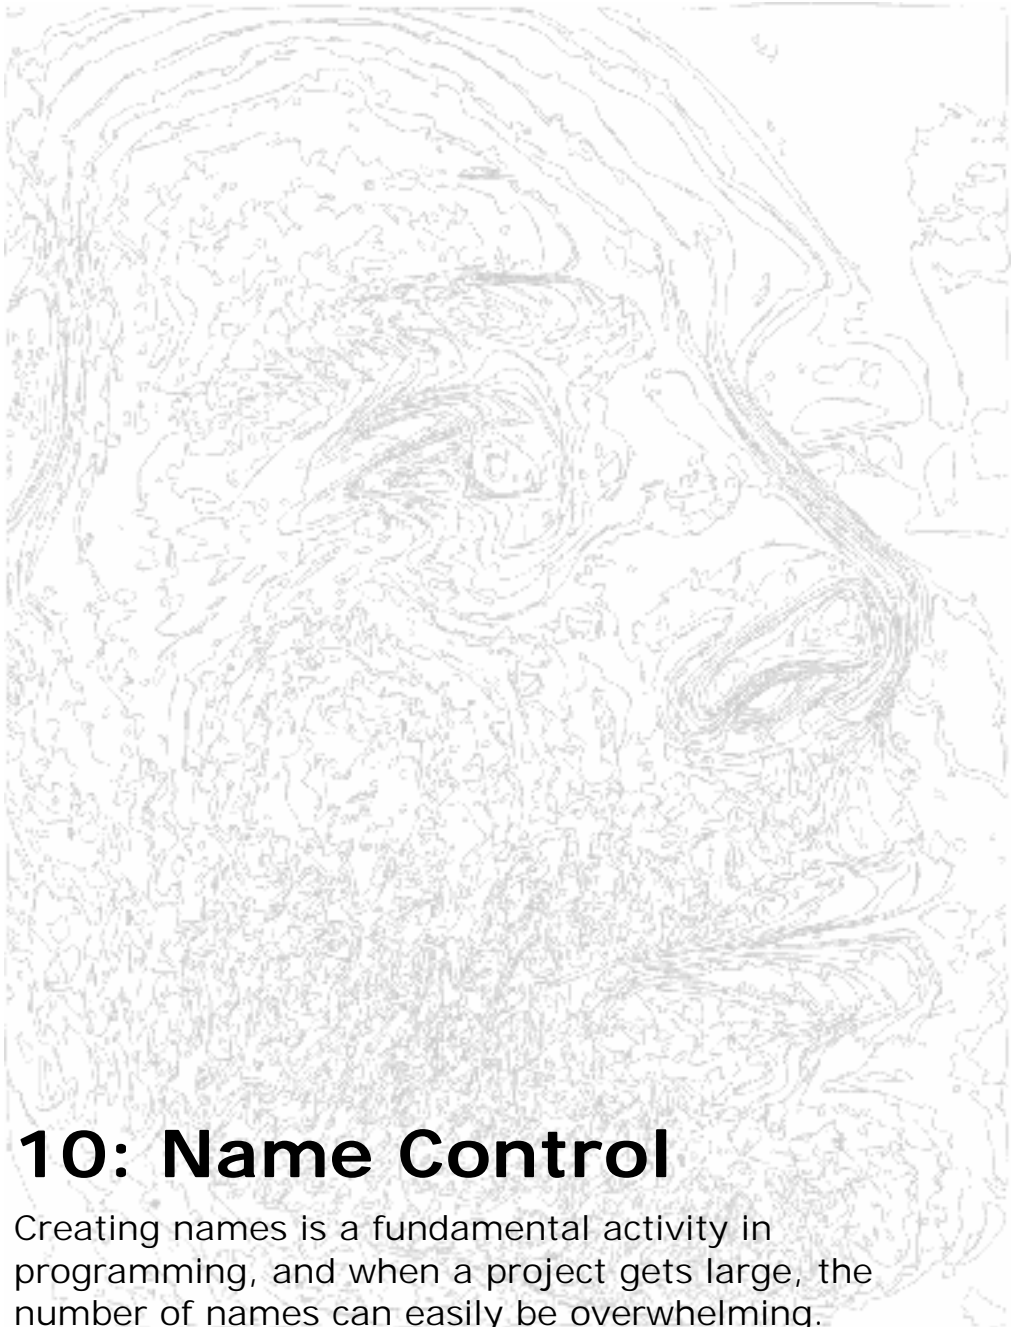 10: Name Control
Creating names is a fundamental activity in
programming, and when a project gets large, the
number of names can easily be overwhelming.